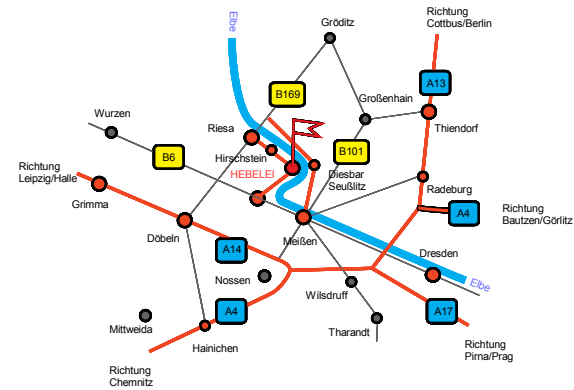 Richtung
Cottbus/Berlin
Elbe
Gröditz
A13
B169
Großenhain
Wurzen
Riesa
Thiendorf
B101
B6
Hirschstein
HEBELEI
Diesbar
Seußlitz
Richtung
Leipzig/Halle
Radeburg
Grimma
A4
Richtung
Bautzen/Görlitz
Döbeln
Meißen
A14
Dresden
Nossen
Elbe
Wilsdruff
A4
A17
Mittweida
Tharandt
Hainichen
Richtung
Pirna/Prag
Richtung
Chemnitz